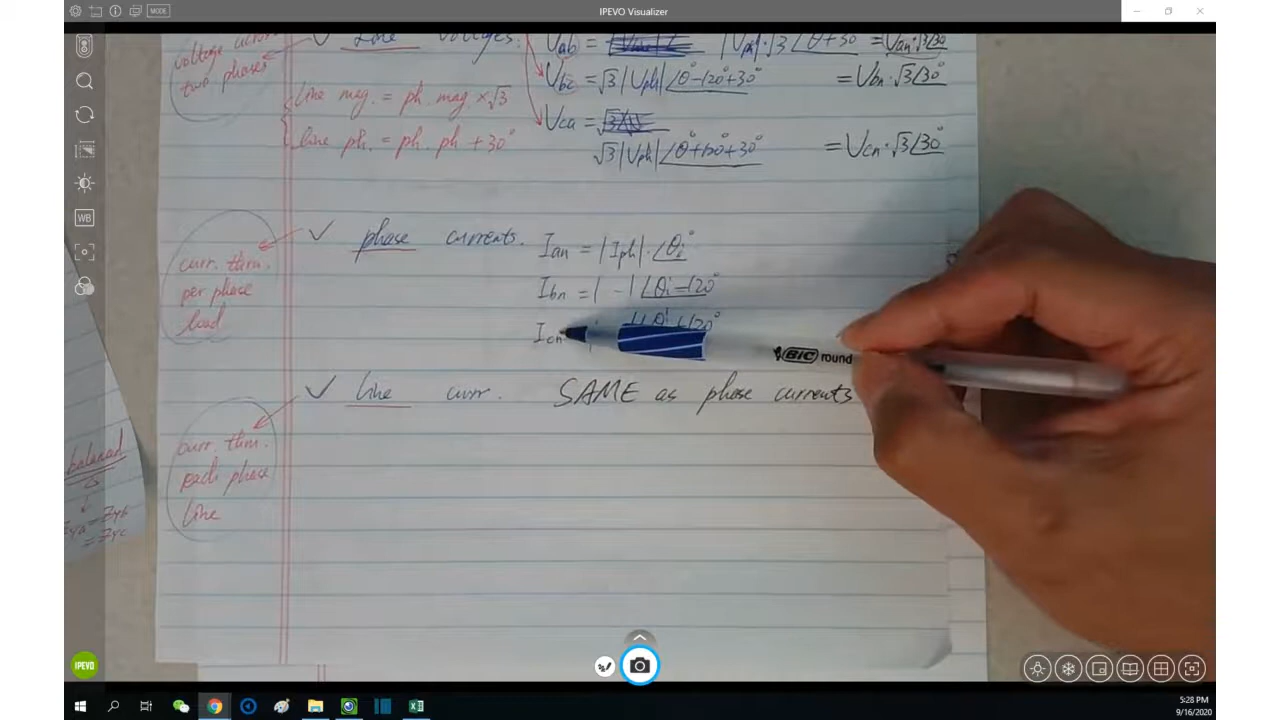 IPEVO Visualizer
MODE
WB
voltage across
two phases
✓ Line voltages.
Vab = |Vph|·√3 ∠θ+30° = Van·√3∠30°
Vbc = √3|Vph|∠θ-120°+30° = Vbn·√3∠30°
Vca =
√3|Vph|∠θ+120°+30° = Vcn·√3∠30°
line mag. = ph. mag × √3
line ph. = ph. ph + 30°
✓ phase currents.
curr. thru.
per phase
load
Ian = |Iph|·∠θi°
Ibn = | - | ∠θi-120°
Icn
BIC round
✓ line curr. SAME as phase currents
curr. thru.
each phase
line
balanced
IPEVO
5:28 PM
9/16/2020